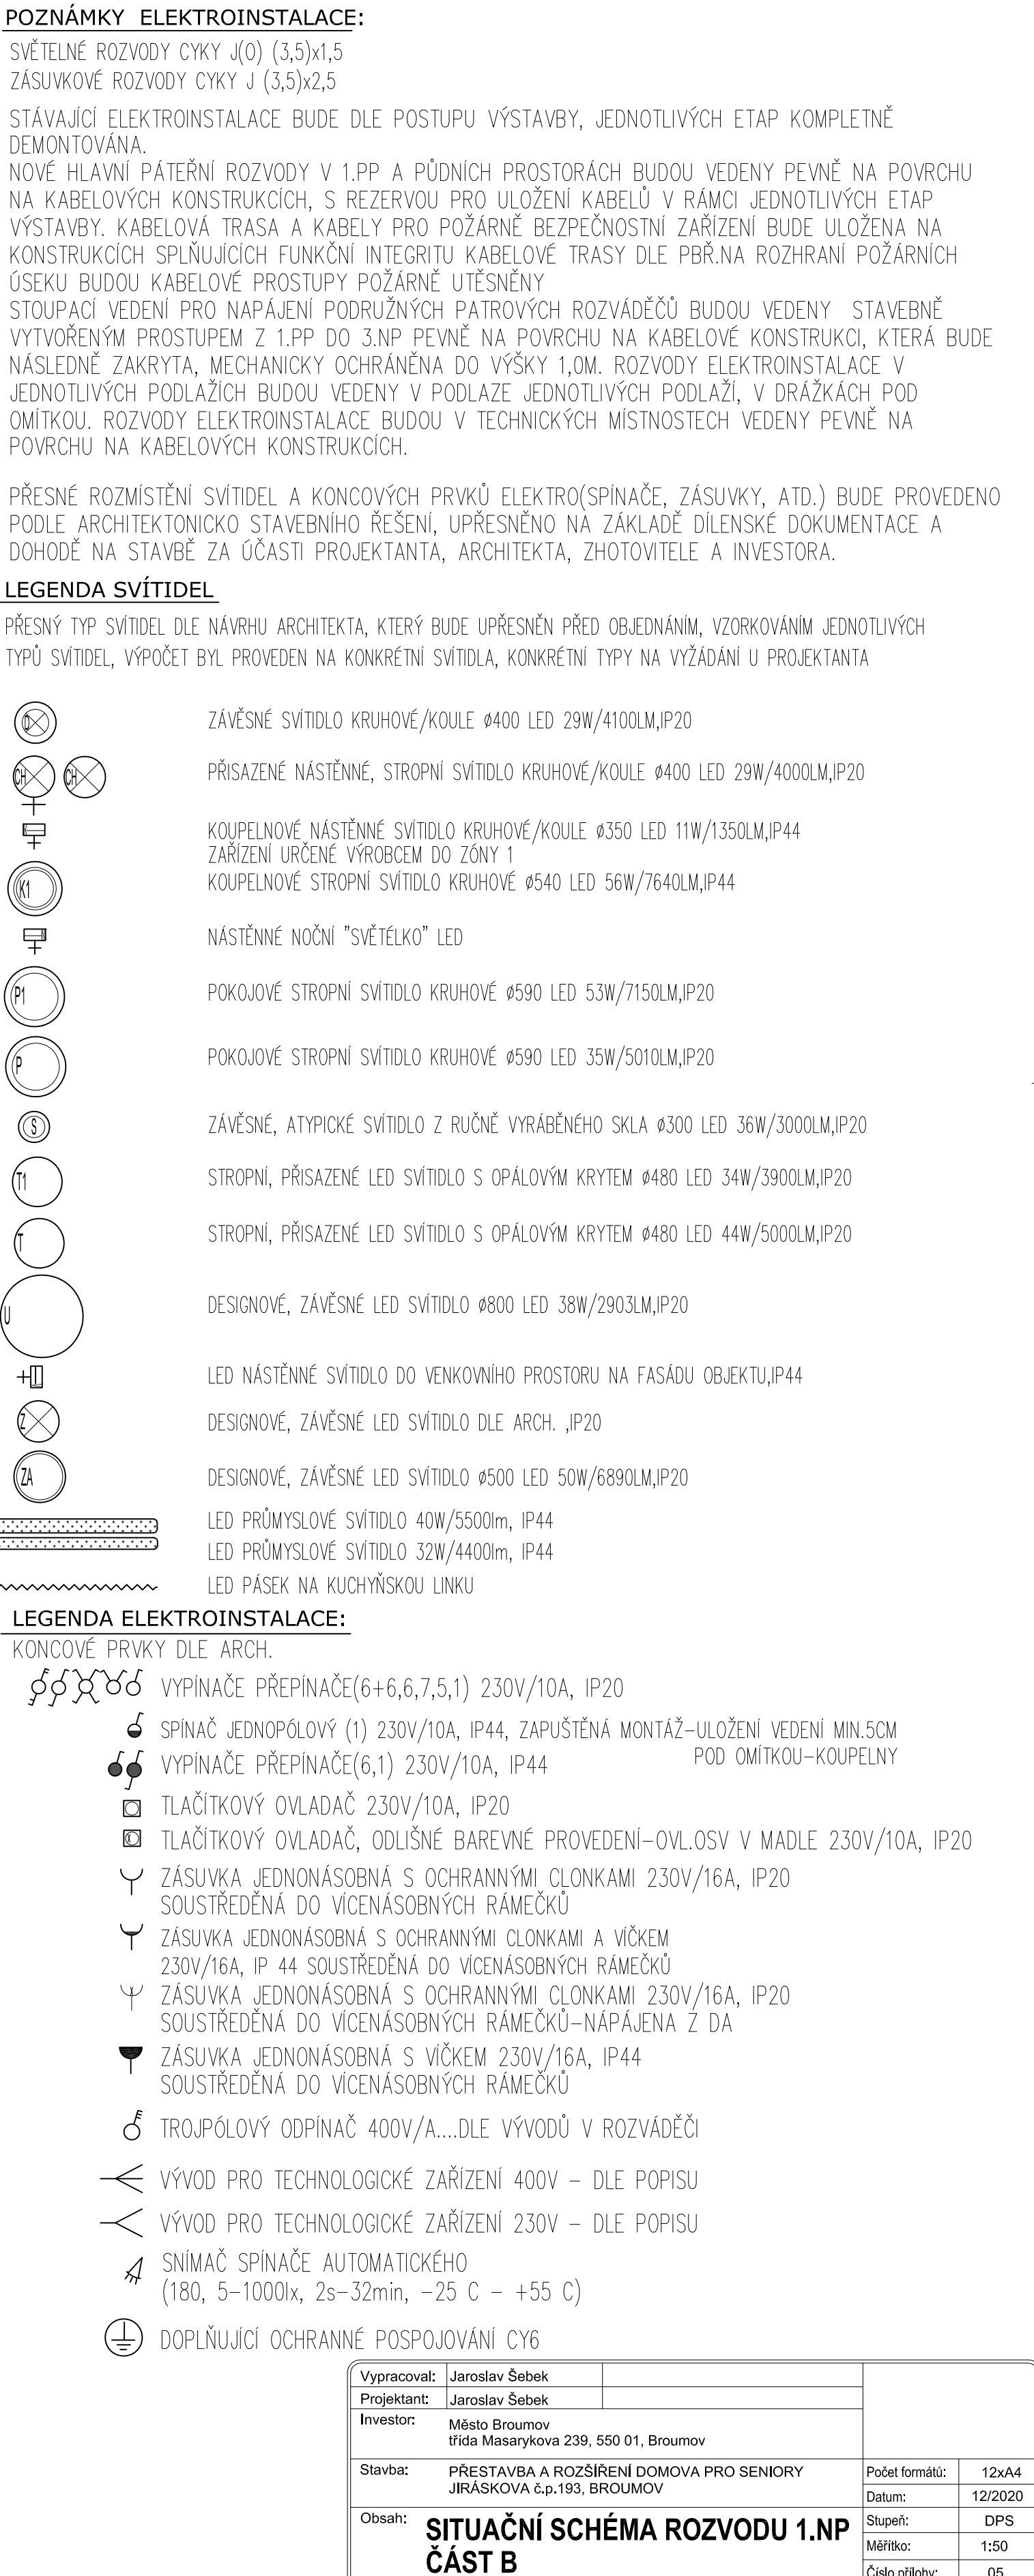 POZNÁMKY ELEKTROINSTALACE:
SVĚTELNÉ ROZVODY CYKY J(O) (3,5)x1,5
ZÁSUVKOVÉ ROZVODY CYKY J (3,5)x2,5
STÁVAJÍCÍ ELEKTROINSTALACE BUDE DLE POSTUPU VÝSTAVBY, JEDNOTLIVÝCH ETAP KOMPLETNĚ
DEMONTOVÁNA.
NOVÉ HLAVNÍ PÁTEŘNÍ ROZVODY V 1.PP A PŮDNÍCH PROSTORÁCH BUDOU VEDENY PEVNĚ NA POVRCHU
NA KABELOVÝCH KONSTRUKCÍCH, S REZERVOU PRO ULOŽENÍ KABELŮ V RÁMCI JEDNOTLIVÝCH ETAP
VÝSTAVBY. KABELOVÁ TRASA A KABELY PRO POŽÁRNĚ BEZPEČNOSTNÍ ZAŘÍZENÍ BUDE ULOŽENA NA
KONSTRUKCÍCH SPLŇUJÍCÍCH FUNKČNÍ INTEGRITU KABELOVÉ TRASY DLE PBŘ.NA ROZHRANÍ POŽÁRNÍCH
ÚSEKU BUDOU KABELOVÉ PROSTUPY POŽÁRNĚ UTĚSNĚNY
STOUPACÍ VEDENÍ PRO NAPÁJENÍ PODRUŽNÝCH PATROVÝCH ROZVÁDĚČŮ BUDOU VEDENY STAVEBNĚ
VYTVOŘENÝM PROSTUPEM Z 1.PP DO 3.NP PEVNĚ NA POVRCHU NA KABELOVÉ KONSTRUKCI, KTERÁ BUDE
NÁSLEDNĚ ZAKRYTA, MECHANICKY OCHRÁNĚNA DO VÝŠKY 1,0M. ROZVODY ELEKTROINSTALACE V
JEDNOTLIVÝCH PODLAŽÍCH BUDOU VEDENY V PODLAZE JEDNOTLIVÝCH PODLAŽÍ, V DRÁŽKÁCH POD
OMÍTKOU. ROZVODY ELEKTROINSTALACE BUDOU V TECHNICKÝCH MÍSTNOSTECH VEDENY PEVNĚ NA
POVRCHU NA KABELOVÝCH KONSTRUKCÍCH.
PŘESNÉ ROZMÍSTĚNÍ SVÍTIDEL A KONCOVÝCH PRVKŮ ELEKTRO(SPÍNAČE, ZÁSUVKY, ATD.) BUDE PROVEDENO
PODLE ARCHITEKTONICKO STAVEBNÍHO ŘEŠENÍ, UPŘESNĚNO NA ZÁKLADĚ DÍLENSKÉ DOKUMENTACE A
DOHODĚ NA STAVBĚ ZA ÚČASTI PROJEKTANTA, ARCHITEKTA, ZHOTOVITELE A INVESTORA.
LEGENDA SVÍTIDEL
PŘESNÝ TYP SVÍTIDEL DLE NÁVRHU ARCHITEKTA, KTERÝ BUDE UPŘESNĚN PŘED OBJEDNÁNÍM, VZORKOVÁNÍM JEDNOTLIVÝCH
TYPŮ SVÍTIDEL, VÝPOČET BYL PROVEDEN NA KONKRÉTNÍ SVÍTIDLA, KONKRÉTNÍ TYPY NA VYŽÁDÁNÍ U PROJEKTANTA
ZÁVĚSNÉ SVÍTIDLO KRUHOVÉ/KOULE Ø400 LED 29W/4100LM,IP20
CH CH PŘISAZENÉ NÁSTĚNNÉ, STROPNÍ SVÍTIDLO KRUHOVÉ/KOULE Ø400 LED 29W/4000LM,IP20
KOUPELNOVÉ NÁSTĚNNÉ SVÍTIDLO KRUHOVÉ/KOULE Ø350 LED 11W/1350LM,IP44
ZAŘÍZENÍ URČENÉ VÝROBCEM DO ZÓNY 1
K1 KOUPELNOVÉ STROPNÍ SVÍTIDLO KRUHOVÉ Ø540 LED 56W/7640LM,IP44
NÁSTĚNNÉ NOČNÍ "SVĚTÉLKO" LED
P1 POKOJOVÉ STROPNÍ SVÍTIDLO KRUHOVÉ Ø590 LED 53W/7150LM,IP20
P POKOJOVÉ STROPNÍ SVÍTIDLO KRUHOVÉ Ø590 LED 35W/5010LM,IP20
S ZÁVĚSNÉ, ATYPICKÉ SVÍTIDLO Z RUČNĚ VYRÁBĚNÉHO SKLA Ø300 LED 36W/3000LM,IP20
T1 STROPNÍ, PŘISAZENÉ LED SVÍTIDLO S OPÁLOVÝM KRYTEM Ø480 LED 34W/3900LM,IP20
T STROPNÍ, PŘISAZENÉ LED SVÍTIDLO S OPÁLOVÝM KRYTEM Ø480 LED 44W/5000LM,IP20
U DESIGNOVÉ, ZÁVĚSNÉ LED SVÍTIDLO Ø800 LED 38W/2903LM,IP20
LED NÁSTĚNNÉ SVÍTIDLO DO VENKOVNÍHO PROSTORU NA FASÁDU OBJEKTU,IP44
Z DESIGNOVÉ, ZÁVĚSNÉ LED SVÍTIDLO DLE ARCH. ,IP20
ZA DESIGNOVÉ, ZÁVĚSNÉ LED SVÍTIDLO Ø500 LED 50W/6890LM,IP20
LED PRŮMYSLOVÉ SVÍTIDLO 40W/5500lm, IP44
LED PRŮMYSLOVÉ SVÍTIDLO 32W/4400lm, IP44
LED PÁSEK NA KUCHYŇSKOU LINKU
LEGENDA ELEKTROINSTALACE:
KONCOVÉ PRVKY DLE ARCH.
VYPÍNAČE PŘEPÍNAČE(6+6,6,7,5,1) 230V/10A, IP20
SPÍNAČ JEDNOPÓLOVÝ (1) 230V/10A, IP44, ZAPUŠTĚNÁ MONTÁŽ-ULOŽENÍ VEDENÍ MIN.5CM
POD OMÍTKOU-KOUPELNY
VYPÍNAČE PŘEPÍNAČE(6,1) 230V/10A, IP44
TLAČÍTKOVÝ OVLADAČ 230V/10A, IP20
TLAČÍTKOVÝ OVLADAČ, ODLIŠNÉ BAREVNÉ PROVEDENÍ-OVL.OSV V MADLE 230V/10A, IP20
ZÁSUVKA JEDNONÁSOBNÁ S OCHRANNÝMI CLONKAMI 230V/16A, IP20
SOUSTŘEDĚNÁ DO VÍCENÁSOBNÝCH RÁMEČKŮ
ZÁSUVKA JEDNONÁSOBNÁ S OCHRANNÝMI CLONKAMI A VÍČKEM
230V/16A, IP 44 SOUSTŘEDĚNÁ DO VÍCENÁSOBNÝCH RÁMEČKŮ
ZÁSUVKA JEDNONÁSOBNÁ S OCHRANNÝMI CLONKAMI 230V/16A, IP20
SOUSTŘEDĚNÁ DO VÍCENÁSOBNÝCH RÁMEČKŮ-NÁPÁJENA Z DA
ZÁSUVKA JEDNONÁSOBNÁ S VÍČKEM 230V/16A, IP44
SOUSTŘEDĚNÁ DO VÍCENÁSOBNÝCH RÁMEČKŮ
TROJPÓLOVÝ ODPÍNAČ 400V/A....DLE VÝVODŮ V ROZVÁDĚČI
VÝVOD PRO TECHNOLOGICKÉ ZAŘÍZENÍ 400V - DLE POPISU
VÝVOD PRO TECHNOLOGICKÉ ZAŘÍZENÍ 230V - DLE POPISU
SNÍMAČ SPÍNAČE AUTOMATICKÉHO
(180, 5-1000lx, 2s-32min, -25 C - +55 C)
DOPLŇUJÍCÍ OCHRANNÉ POSPOJOVÁNÍ CY6
Vypracoval: Jaroslav Šebek
Projektant: Jaroslav Šebek
Investor: Město Broumov
třída Masarykova 239, 550 01, Broumov
Stavba: PŘESTAVBA A ROZŠÍŘENÍ DOMOVA PRO SENIORY
JIRÁSKOVA č.p.193, BROUMOV
Počet formátů: 12xA4
Datum: 12/2020
Obsah: SITUAČNÍ SCHÉMA ROZVODU 1.NP
ČÁST B
Stupeň: DPS
Měřítko: 1:50
Číslo přílohy: 05